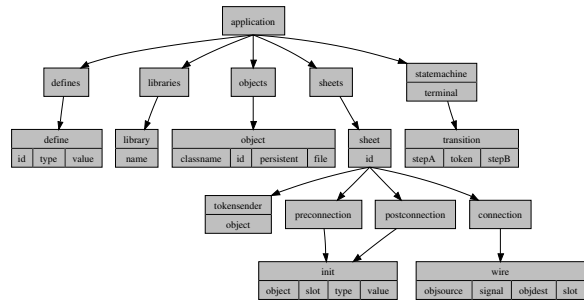 application
defines libraries objects sheets statemachine
terminal
define library object sheet transition
id type value name classname id persistent file id stepA token stepB
tokensender preconnection postconnection connection
object
init wire
object slot type value objsource signal objdest slot